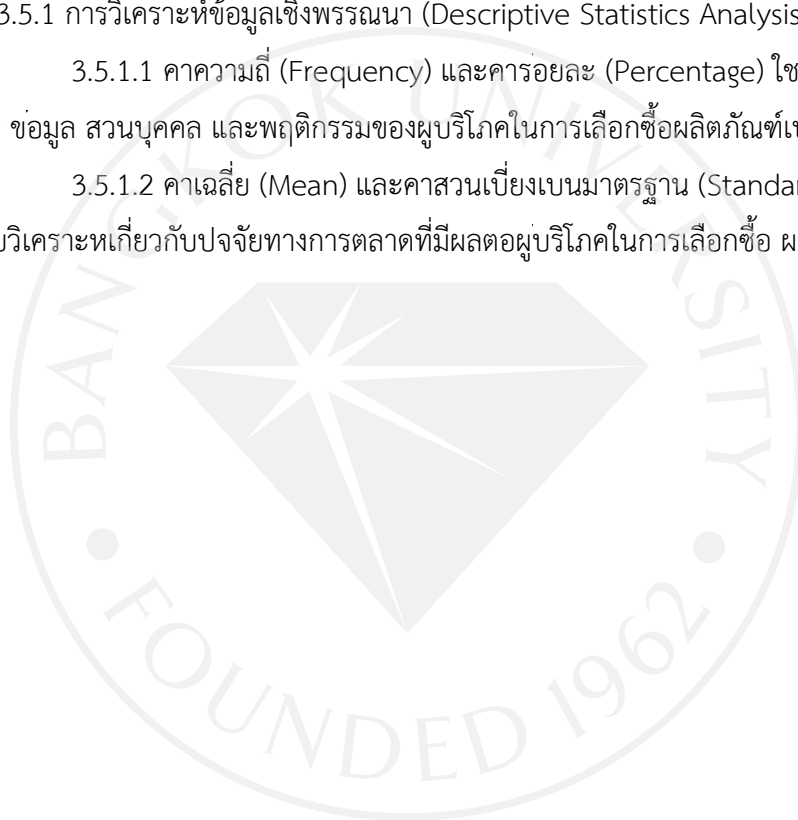 3.5.1 การวิเคราะห์ข้อมูลเชิงพรรณนา (Descriptive Statistics Analysis
3.5.1.1 คาความถี่ (Frequency) และคารอยละ (Percentage) ใช
ขอมูล สวนบุคคล และพฤติกรรมของผูบริโภคในการเลือกซื้อผลิตภัณฑ
3.5.1.2 คาเฉลี่ย (Mean) และคาสวนเบี่ยงเบนมาตรฐาน (Standar
วิเคราะหเกี่ยวกับปจจัยทางการตลาดที่มีผลตอผูบริโภคในการเลือกซื้อ ผ
BANGKOK UNIVERSITY
FOUNDED 1962